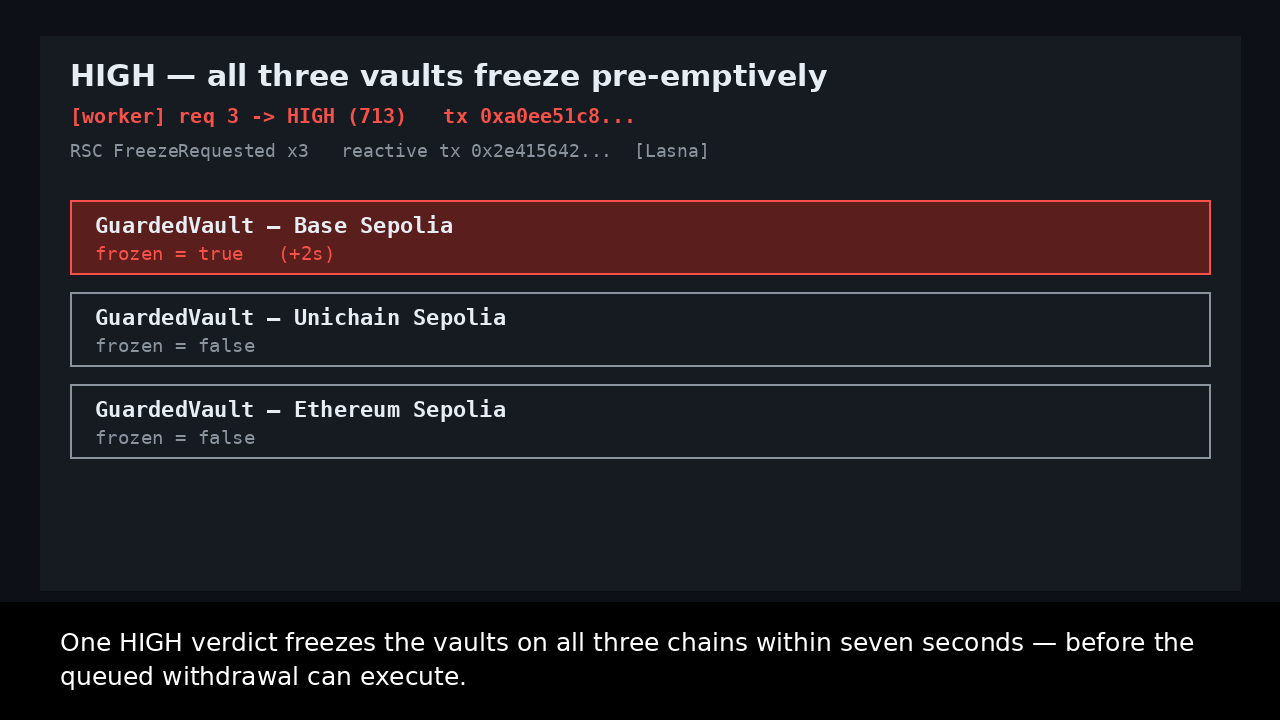 HIGH — all three vaults freeze pre-emptively
[worker] req 3 -> HIGH (713)   tx 0xa0ee51c8...
RSC FreezeRequested x3   reactive tx 0x2e415642...  [Lasna]
GuardedVault — Base Sepolia
frozen = true   (+2s)
GuardedVault — Unichain Sepolia
frozen = false
GuardedVault — Ethereum Sepolia
frozen = false
One HIGH verdict freezes the vaults on all three chains within seven seconds — before the
queued withdrawal can execute.